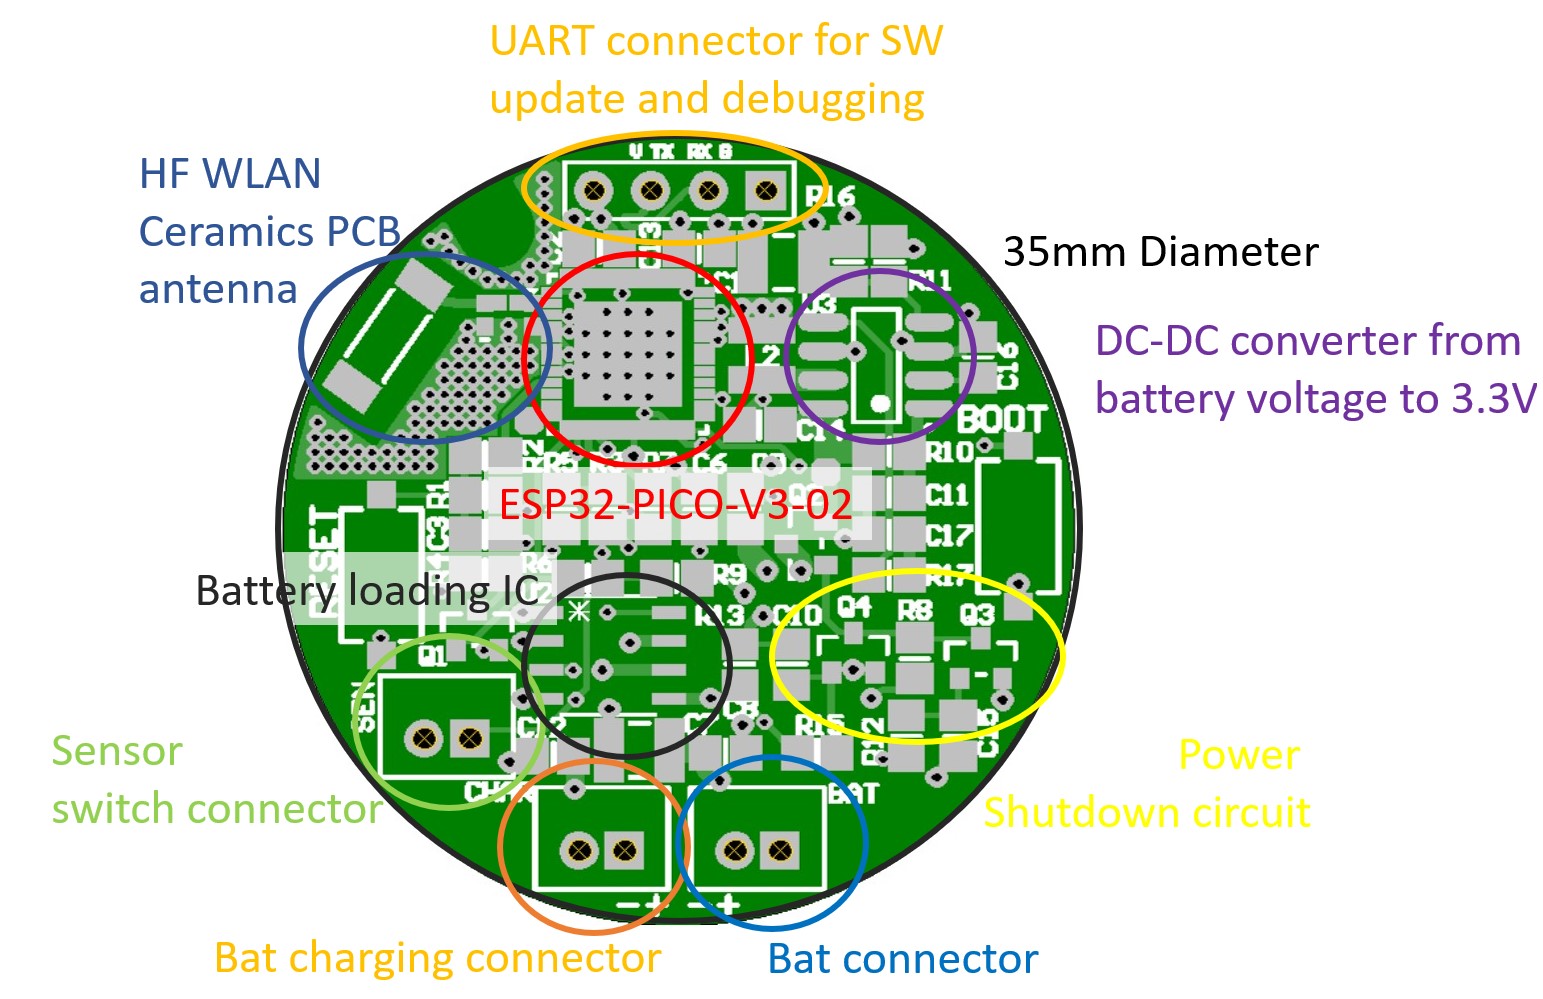 UART connector for SW
update and debugging
HF WLAN
Ceramics PCB
antenna
V TX RX G
R16
35mm Diameter
R11
DC-DC converter from
battery voltage to 3.3V
C16
BOOT
C14
R10
R1
C6
ESP32-PICO-V3-02
C11
C3
C17
R6
R9
R17
Battery loading IC
R13
C10
Q4
R8
Q3
Q1
SEN
C8
C7
R15
R12
Sensor
switch connector
Power
Shutdown circuit
BAT
- + - +
Bat charging connector
Bat connector